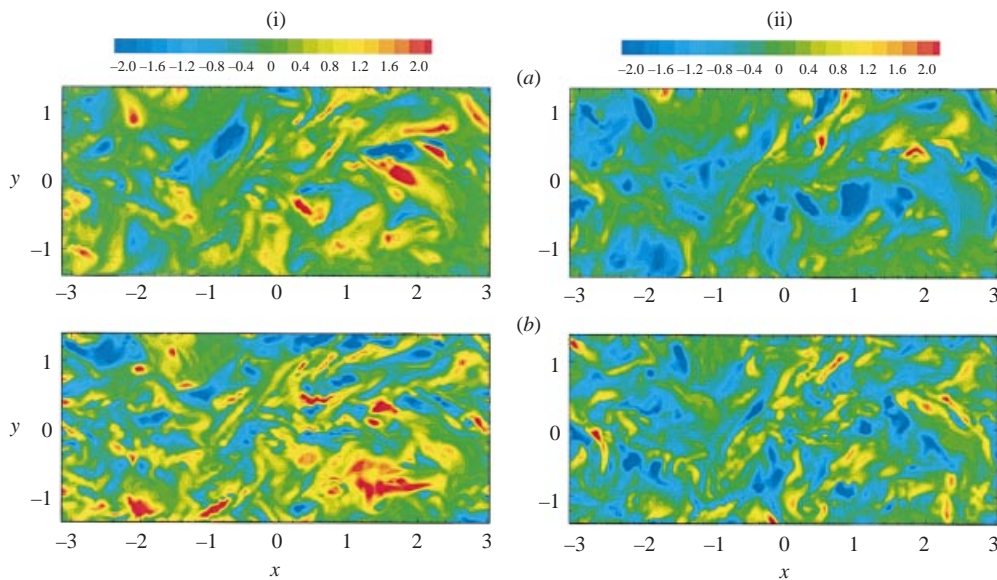 (i) (ii)
–2.0 –1.6 –1.2 –0.8 –0.4 0 0.4 0.8 1.2 1.6 2.0 –2.0 –1.6 –1.2 –0.8 –0.4 0 0.4 0.8 1.2 1.6 2.0
(a)
1 1
y 0 0
–1 –1
–3 –2 –1 0 1 2 3 –3 –2 –1 0 1 2 3
(b)
1 1
y 0 0
–1 –1
–3 –2 –1 0 1 2 3 –3 –2 –1 0 1 2 3
x x